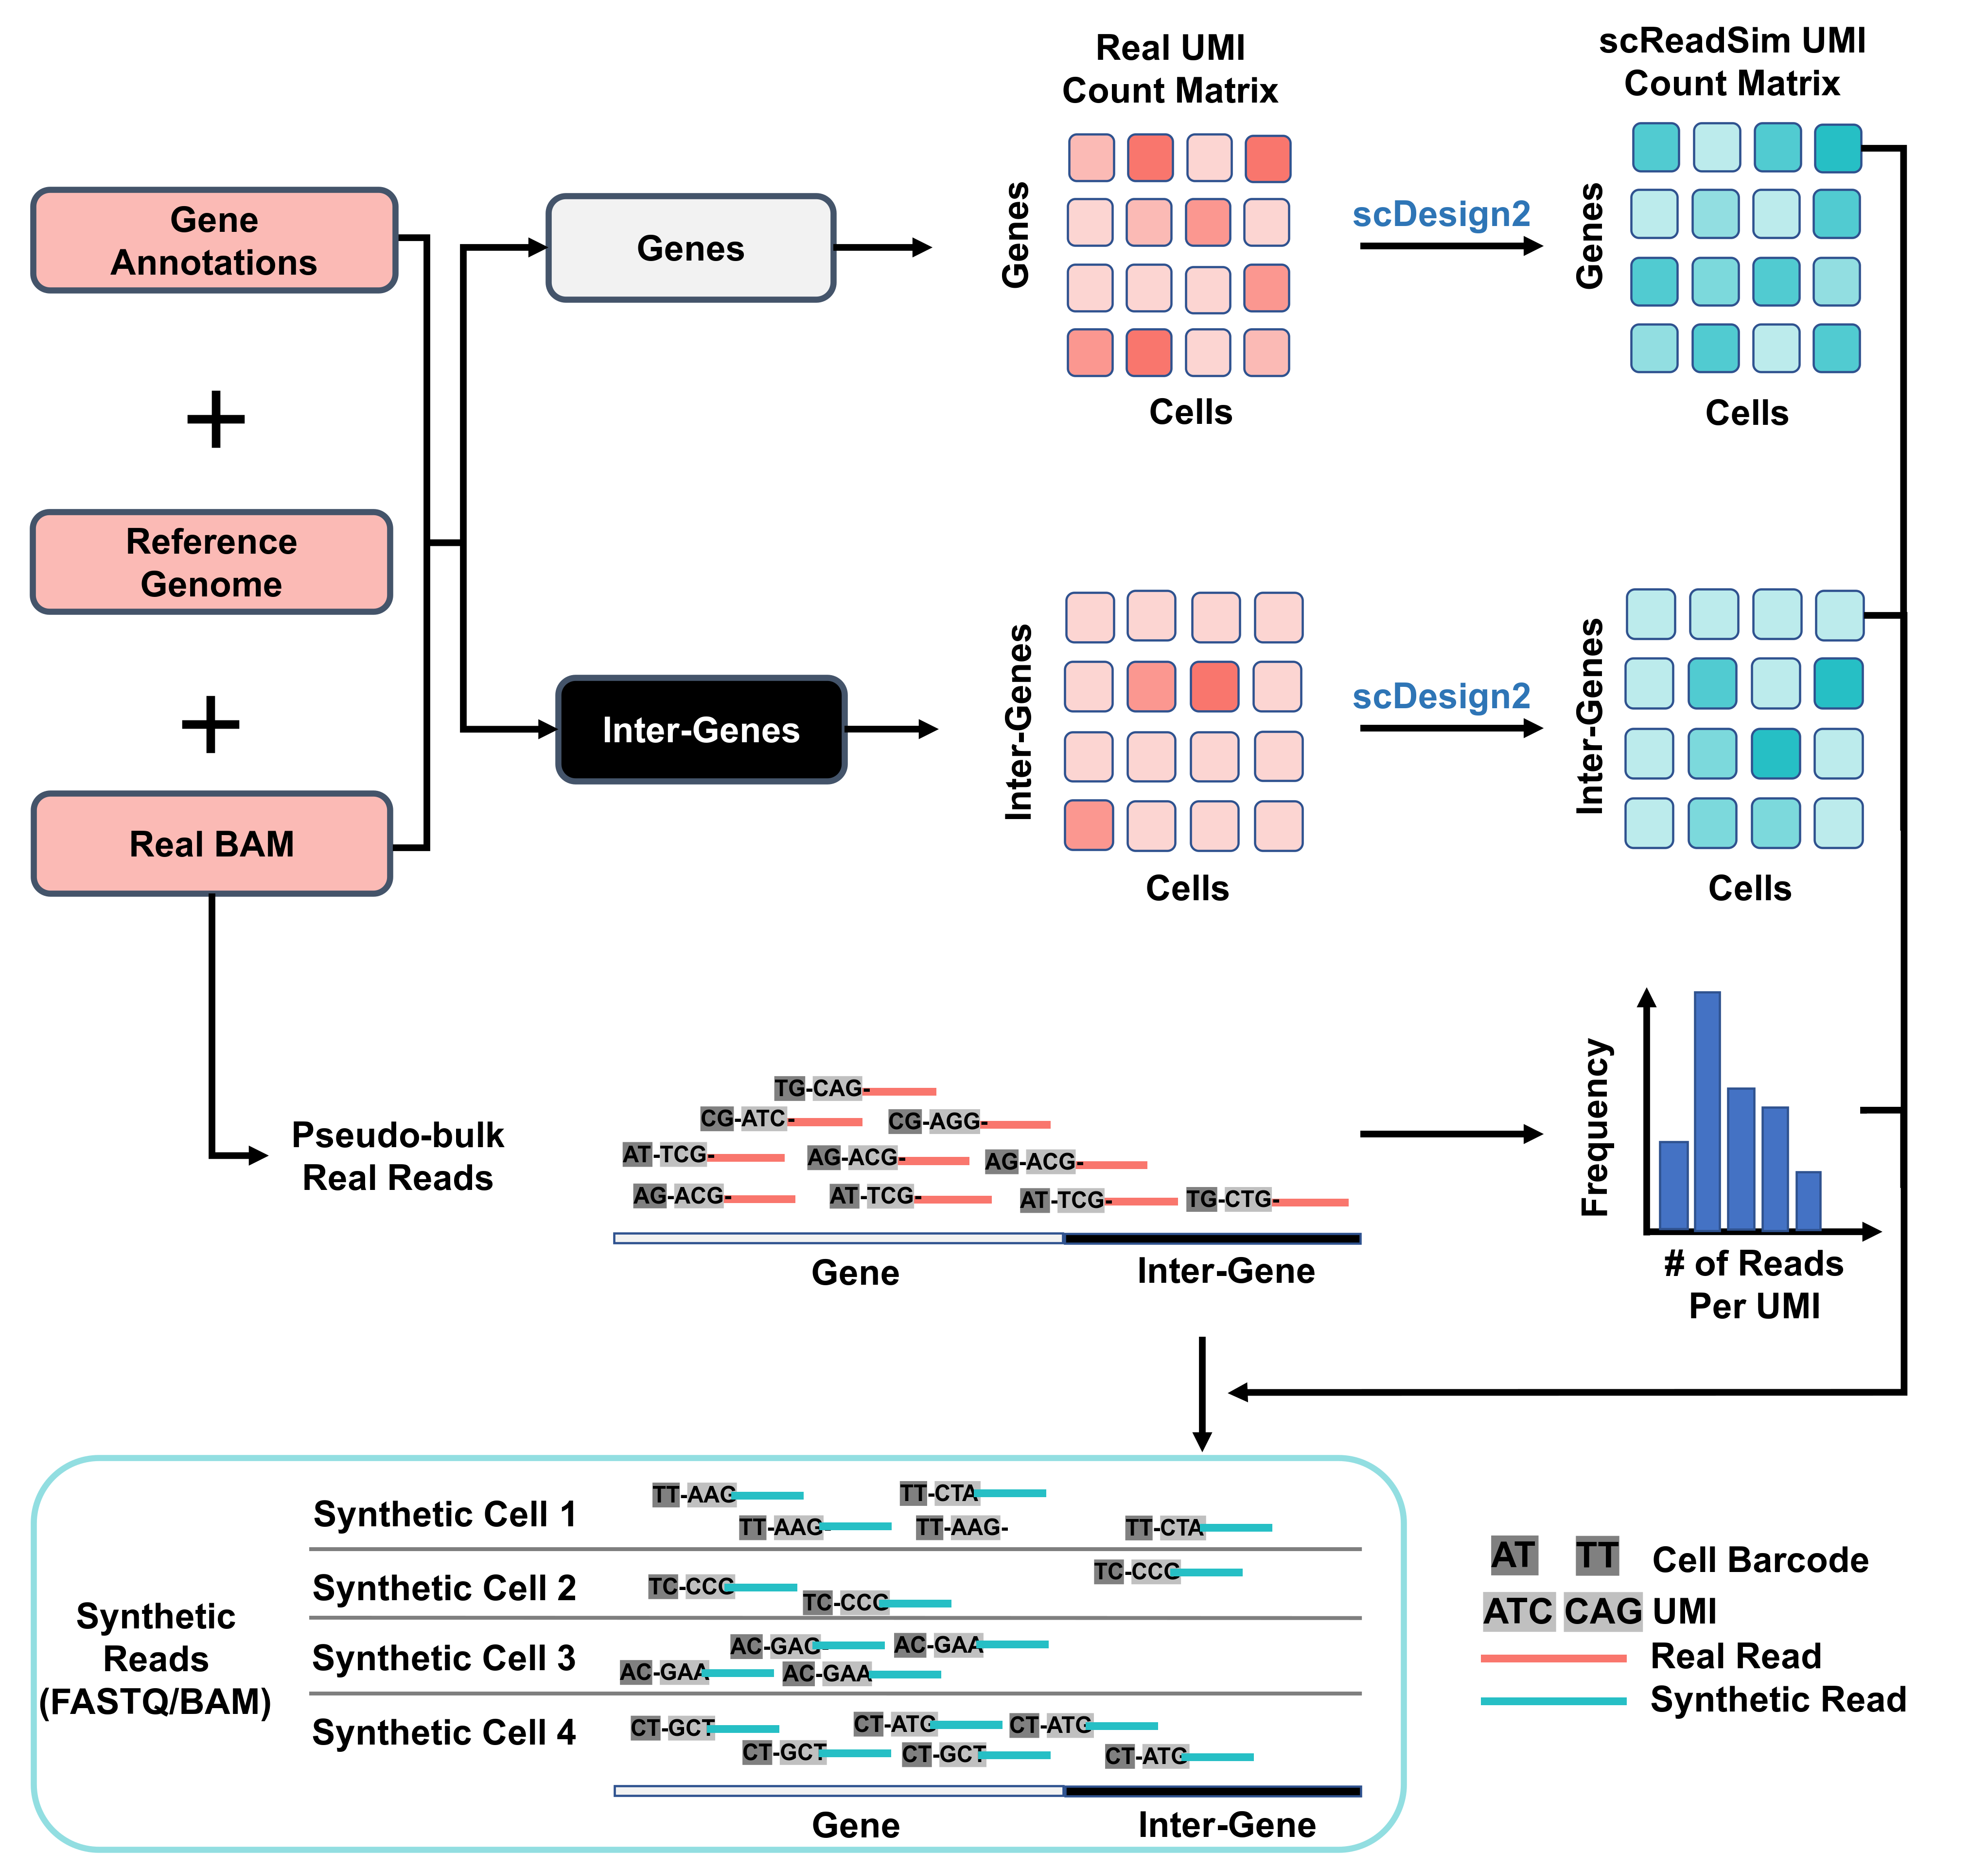 Real UMI
Count Matrix
scReadSim UMI
Count Matrix
Gene
Annotations
Genes
Genes
scDesign2
Genes
Cells
Cells
+
Reference
Genome
+
Inter-Genes
Inter-Genes
scDesign2
Inter-Genes
Real BAM
Cells
Cells
Pseudo-bulk
Real Reads
TG-CAG-
CG-ATC-
CG-AGG-
AT-TCG-
AG-ACG-
AG-ACG-
AG-ACG-
AT-TCG-
AT-TCG-
TG-CTG-
Gene
Inter-Gene
Frequency
# of Reads
Per UMI
Synthetic
Reads
(FASTQ/BAM)
Synthetic Cell 1
TT-AAG
TT-CTA
TT-AAG-
TT-AAG-
TT-CTA
Synthetic Cell 2
TC-CCC
TC-CCC
TC-CCC
Synthetic Cell 3
AC-GAC
AC-GAA
AC-GAA
AC-GAA
Synthetic Cell 4
CT-GCT
CT-ATG
CT-ATG
CT-GCT
CT-GCT
CT-ATG
Gene
Inter-Gene
AT TT Cell Barcode
ATC CAG UMI
Real Read
Synthetic Read